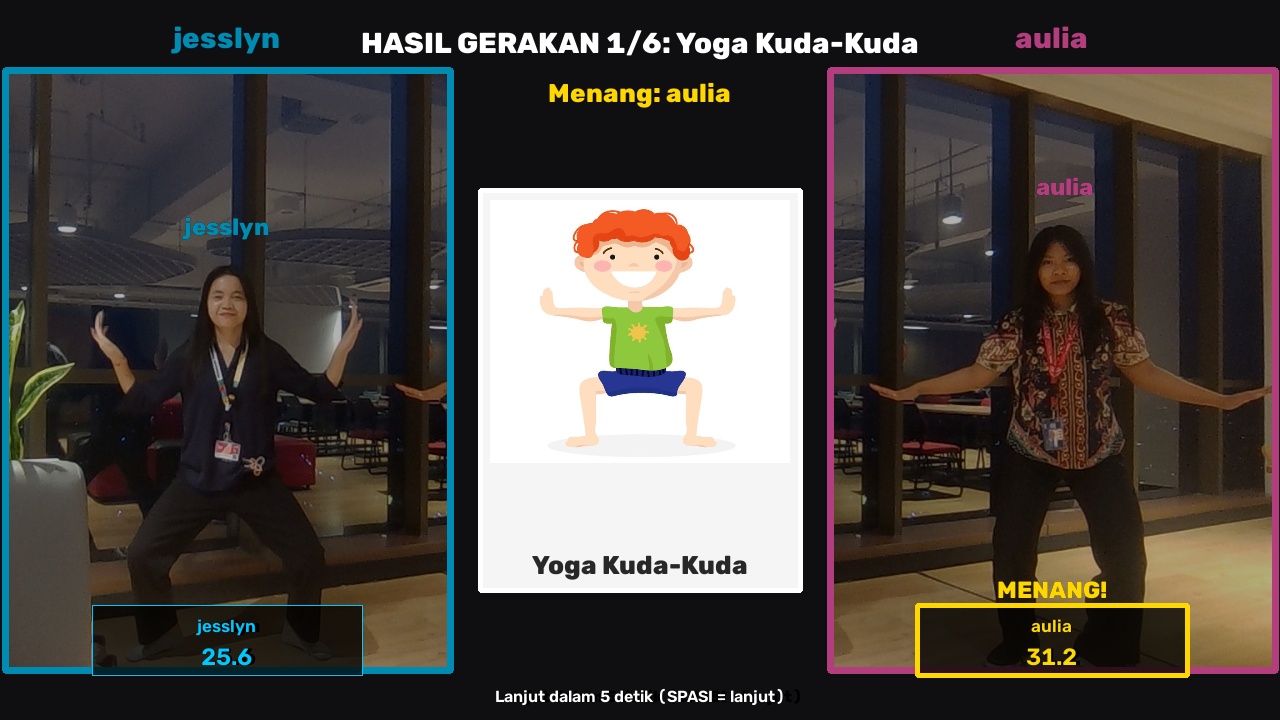 jesslyn
HASIL GERAKAN 1/6: Yoga Kuda-Kuda
aulia
Menang: aulia
jesslyn
aulia
Yoga Kuda-Kuda
MENANG!
jesslyn
25.6
aulia
31.2
Lanjut dalam 5 detik (SPASI = lanjut)